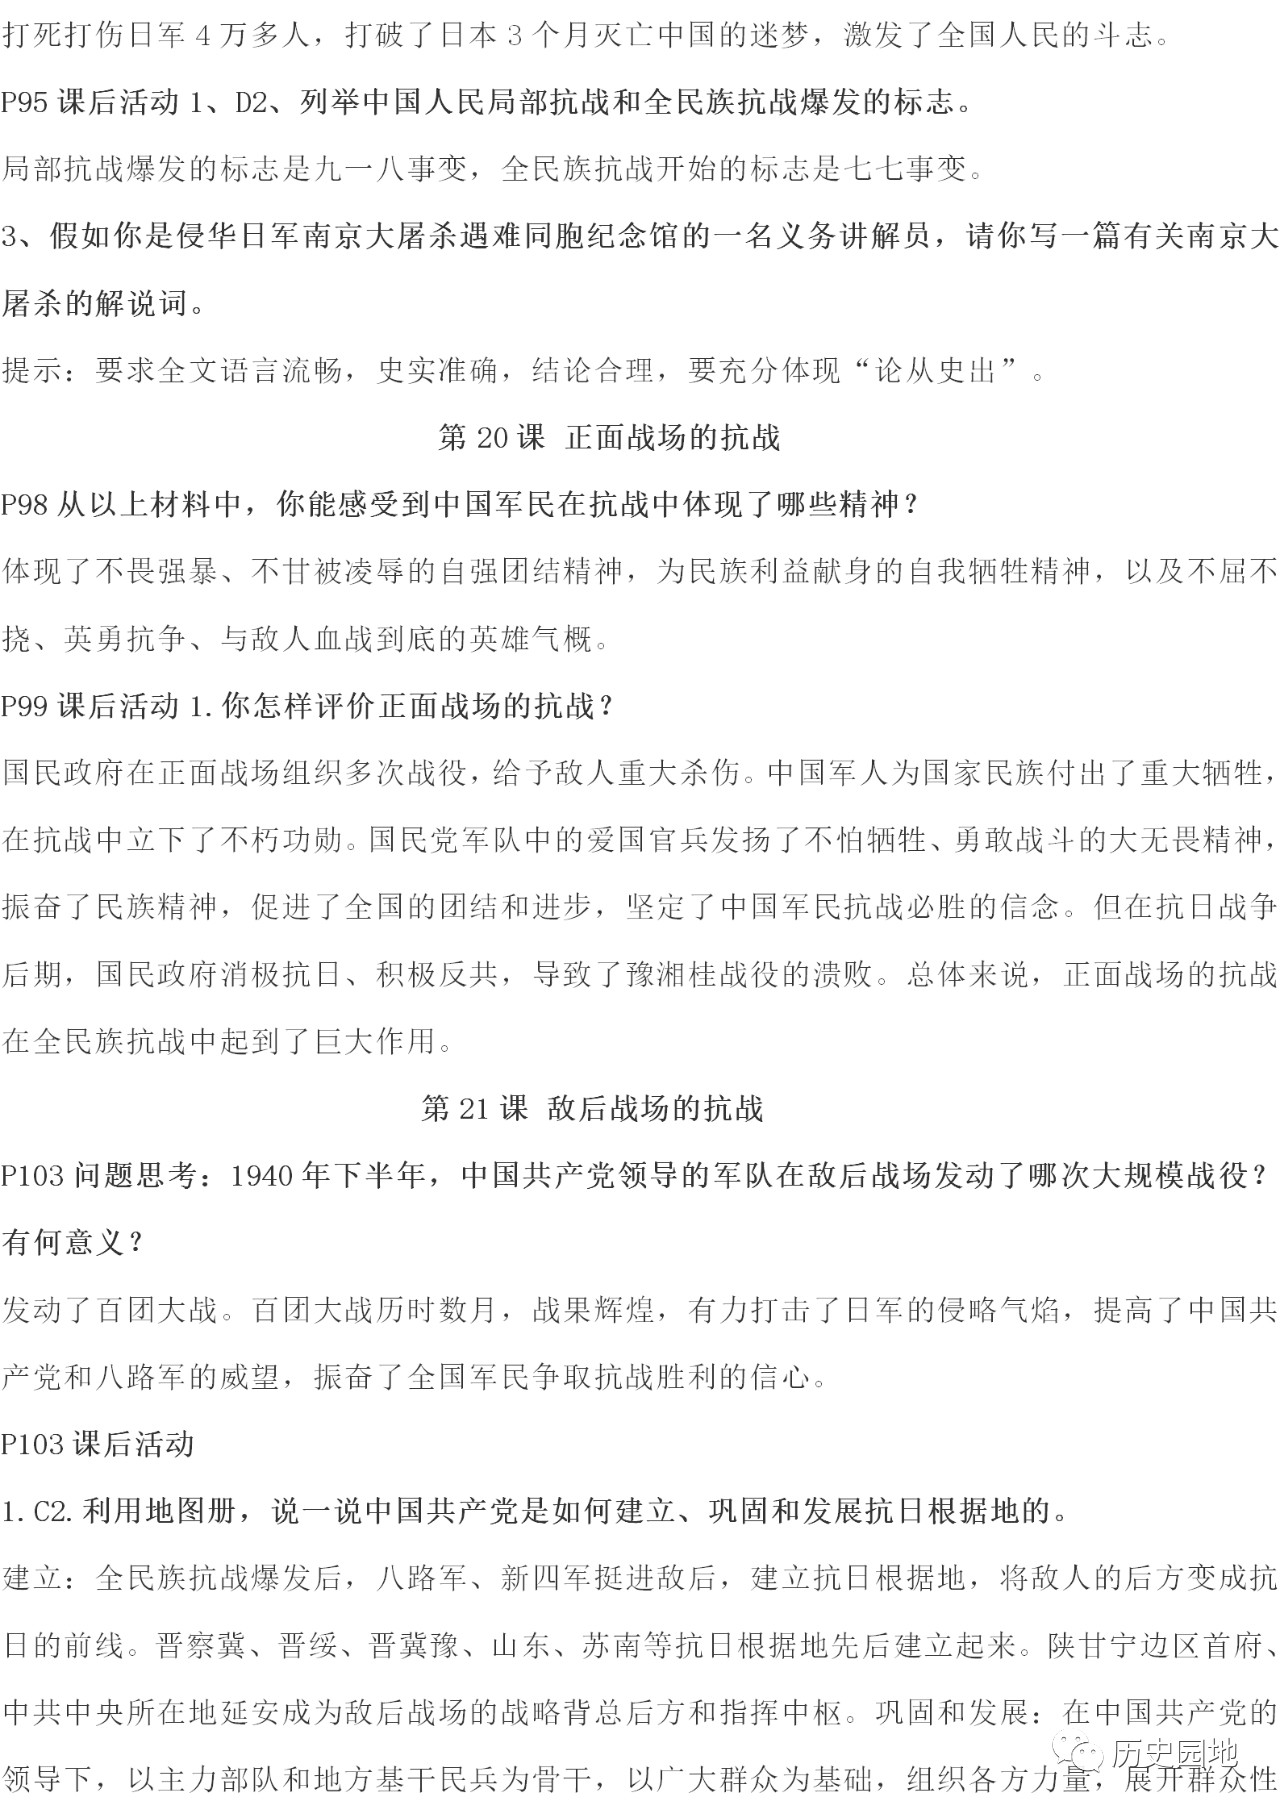 打死打伤日军 4 万多人，打破了日本 3 个月灭亡中国的迷梦，激发了全国人民的斗志。
P95 课后活动 1、D2、列举中国人民局部抗战和全民族抗战爆发的标志。
局部抗战爆发的标志是九一八事变，全民族抗战开始的标志是七七事变。
3、假如你是侵华日军南京大屠杀遇难同胞纪念馆的一名义务讲解员，请你写一篇有关南京大
屠杀的解说词。
提示：要求全文语言流畅，史实准确，结论合理，要充分体现“论从史出”。
第 20 课 正面战场的抗战
P98 从以上材料中，你能感受到中国军民在抗战中体现了哪些精神？
体现了不畏强暴、不甘被凌辱的自强团结精神，为民族利益献身的自我牺牲精神，以及不屈不
挠、英勇抗争、与敌人血战到底的英雄气概。
P99 课后活动 1.你怎样评价正面战场的抗战？
国民政府在正面战场组织多次战役，给予敌人重大杀伤。中国军人为国家民族付出了重大牺牲，
在抗战中立下了不朽功勋。国民党军队中的爱国官兵发扬了不怕牺牲、勇敢战斗的大无畏精神，
振奋了民族精神，促进了全国的团结和进步，坚定了中国军民抗战必胜的信念。但在抗日战争
后期，国民政府消极抗日、积极反共，导致了豫湘桂战役的溃败。总体来说，正面战场的抗战
在全民族抗战中起到了巨大作用。
第 21 课 敌后战场的抗战
P103 问题思考：1940 年下半年，中国共产党领导的军队在敌后战场发动了哪次大规模战役？
有何意义？
发动了百团大战。百团大战历时数月，战果辉煌，有力打击了日军的侵略气焰，提高了中国共
产党和八路军的威望，振奋了全国军民争取抗战胜利的信心。
P103 课后活动
1.C2.利用地图册，说一说中国共产党是如何建立、巩固和发展抗日根据地的。
建立：全民族抗战爆发后，八路军、新四军挺进敌后，建立抗日根据地，将敌人的后方变成抗
日的前线。晋察冀、晋绥、晋冀豫、山东、苏南等抗日根据地先后建立起来。陕甘宁边区首府、
中共中央所在地延安成为敌后战场的战略背总后方和指挥中枢。巩固和发展：在中国共产党的
领导下，以主力部队和地方基干民兵为骨干，以广大群众为基础，组织各方力量，展开群众性
历史园地